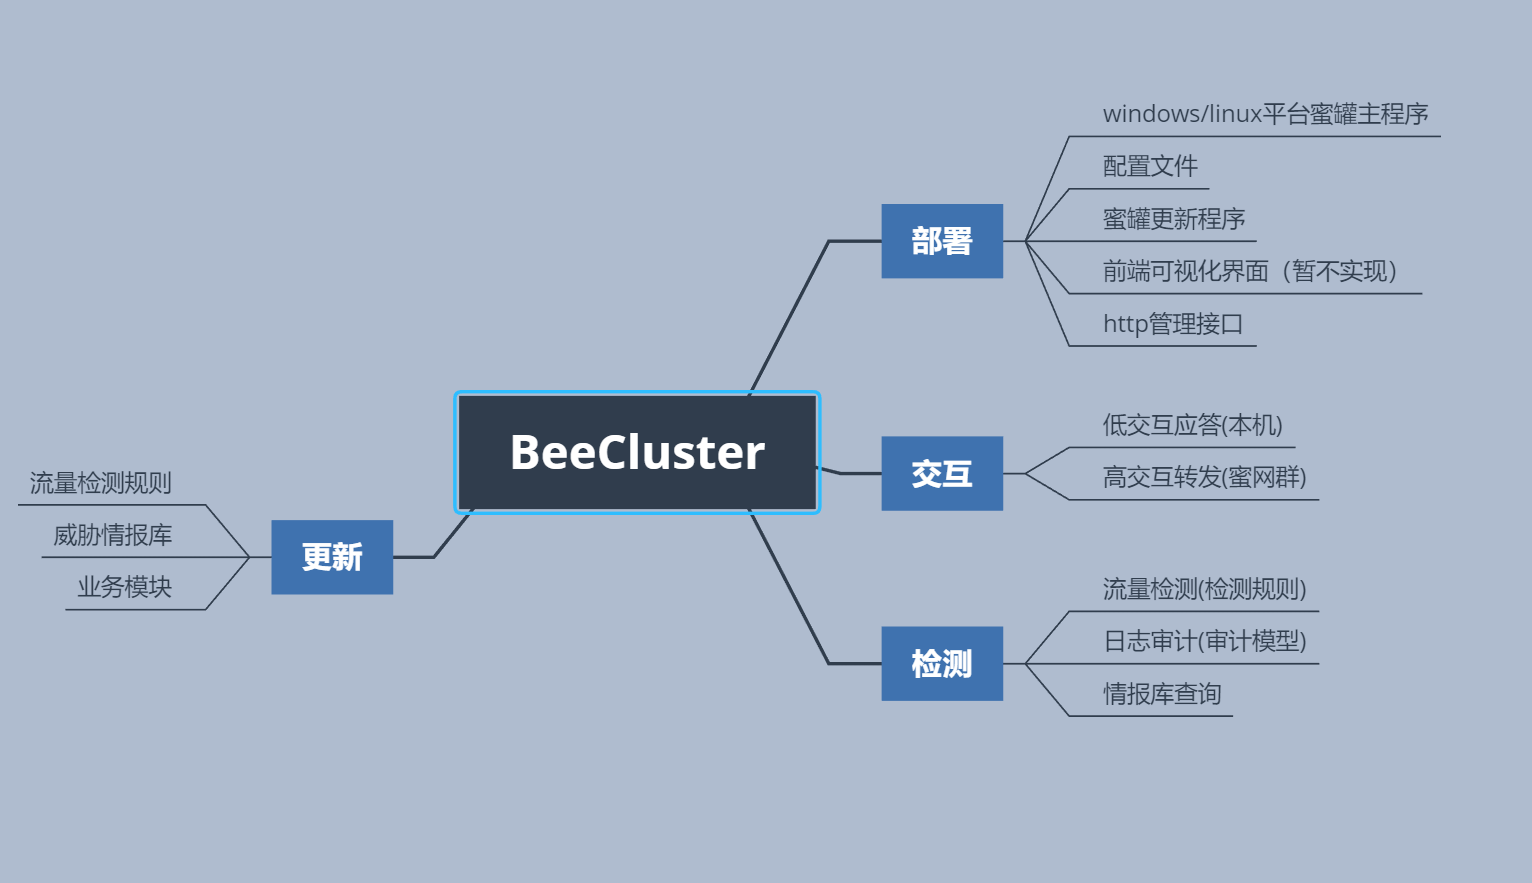 BeeCluster
部署
windows/linux平台蜜罐主程序
配置文件
蜜罐更新程序
前端可视化界面（暂不实现）
http管理接口
交互
低交互应答(本机)
高交互转发(蜜网群)
检测
流量检测(检测规则)
日志审计(审计模型)
情报库查询
更新
流量检测规则
威胁情报库
业务模块